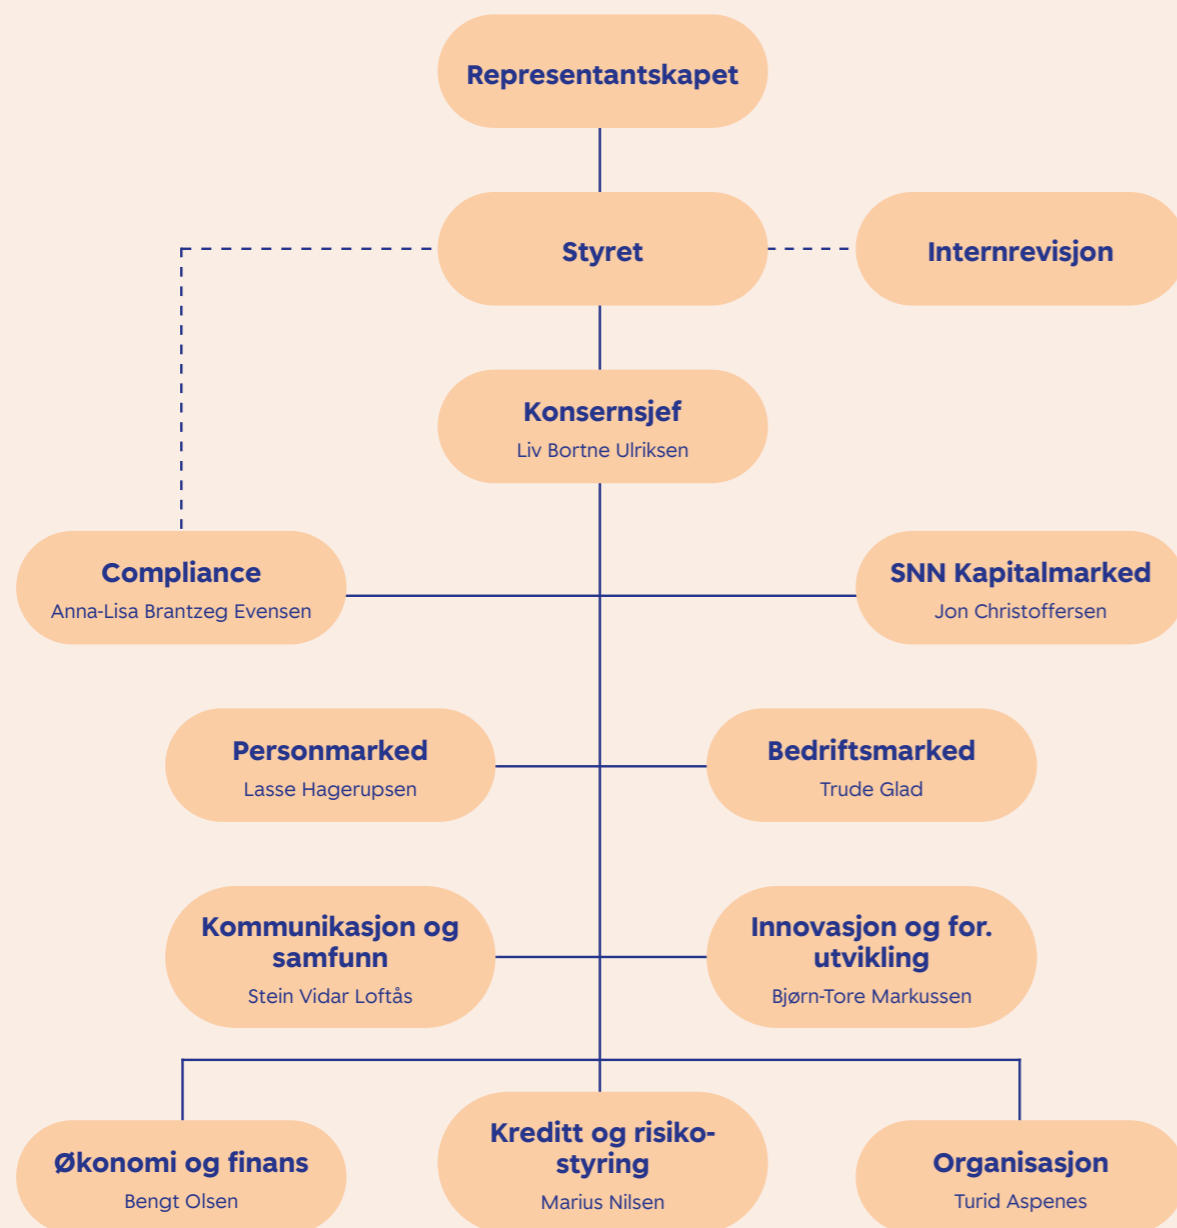 Representantskapet
Styret
Internrevisjon
Konsernsjef
Liv Bortne Ulriksen
Compliance
Anna-Lisa Brantzeg Evensen
SNN Kapitalmarked
Jon Christoffersen
Personmarked
Lasse Hagerupsen
Bedriftsmarked
Trude Glad
Kommunikasjon og
samfunn
Stein Vidar Loftås
Innovasjon og for.
utvikling
Bjørn-Tore Markussen
Økonomi og finans
Bengt Olsen
Kreditt og risiko-
styring
Marius Nilsen
Organisasjon
Turid Aspenes